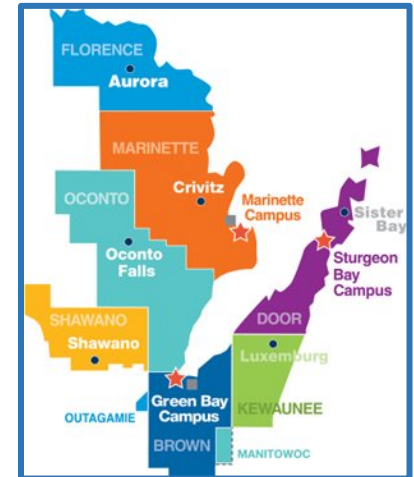 FLORENCE
Aurora
MARINETTE
Crivitz
Marinette
Campus
OCONTO
Oconto
Falls
Sister
Bay
Sturgeon
Bay
Campus
SHAWANO
Shawano
DOOR
Luxemburg
Green Bay
Campus
OUTAGAMIE
KEWAUNEE
BROWN
MANITOWOC